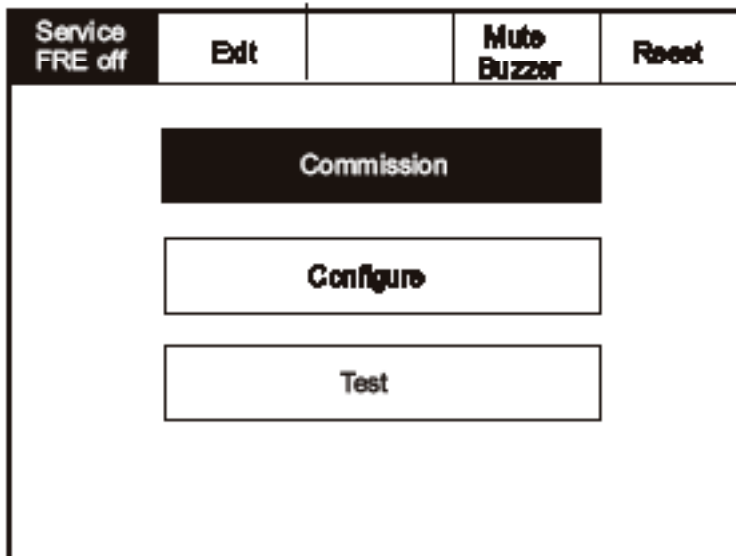 Service
FRE off
Exit
Mute
Buzzer
Reset
Commission
Configure
Test